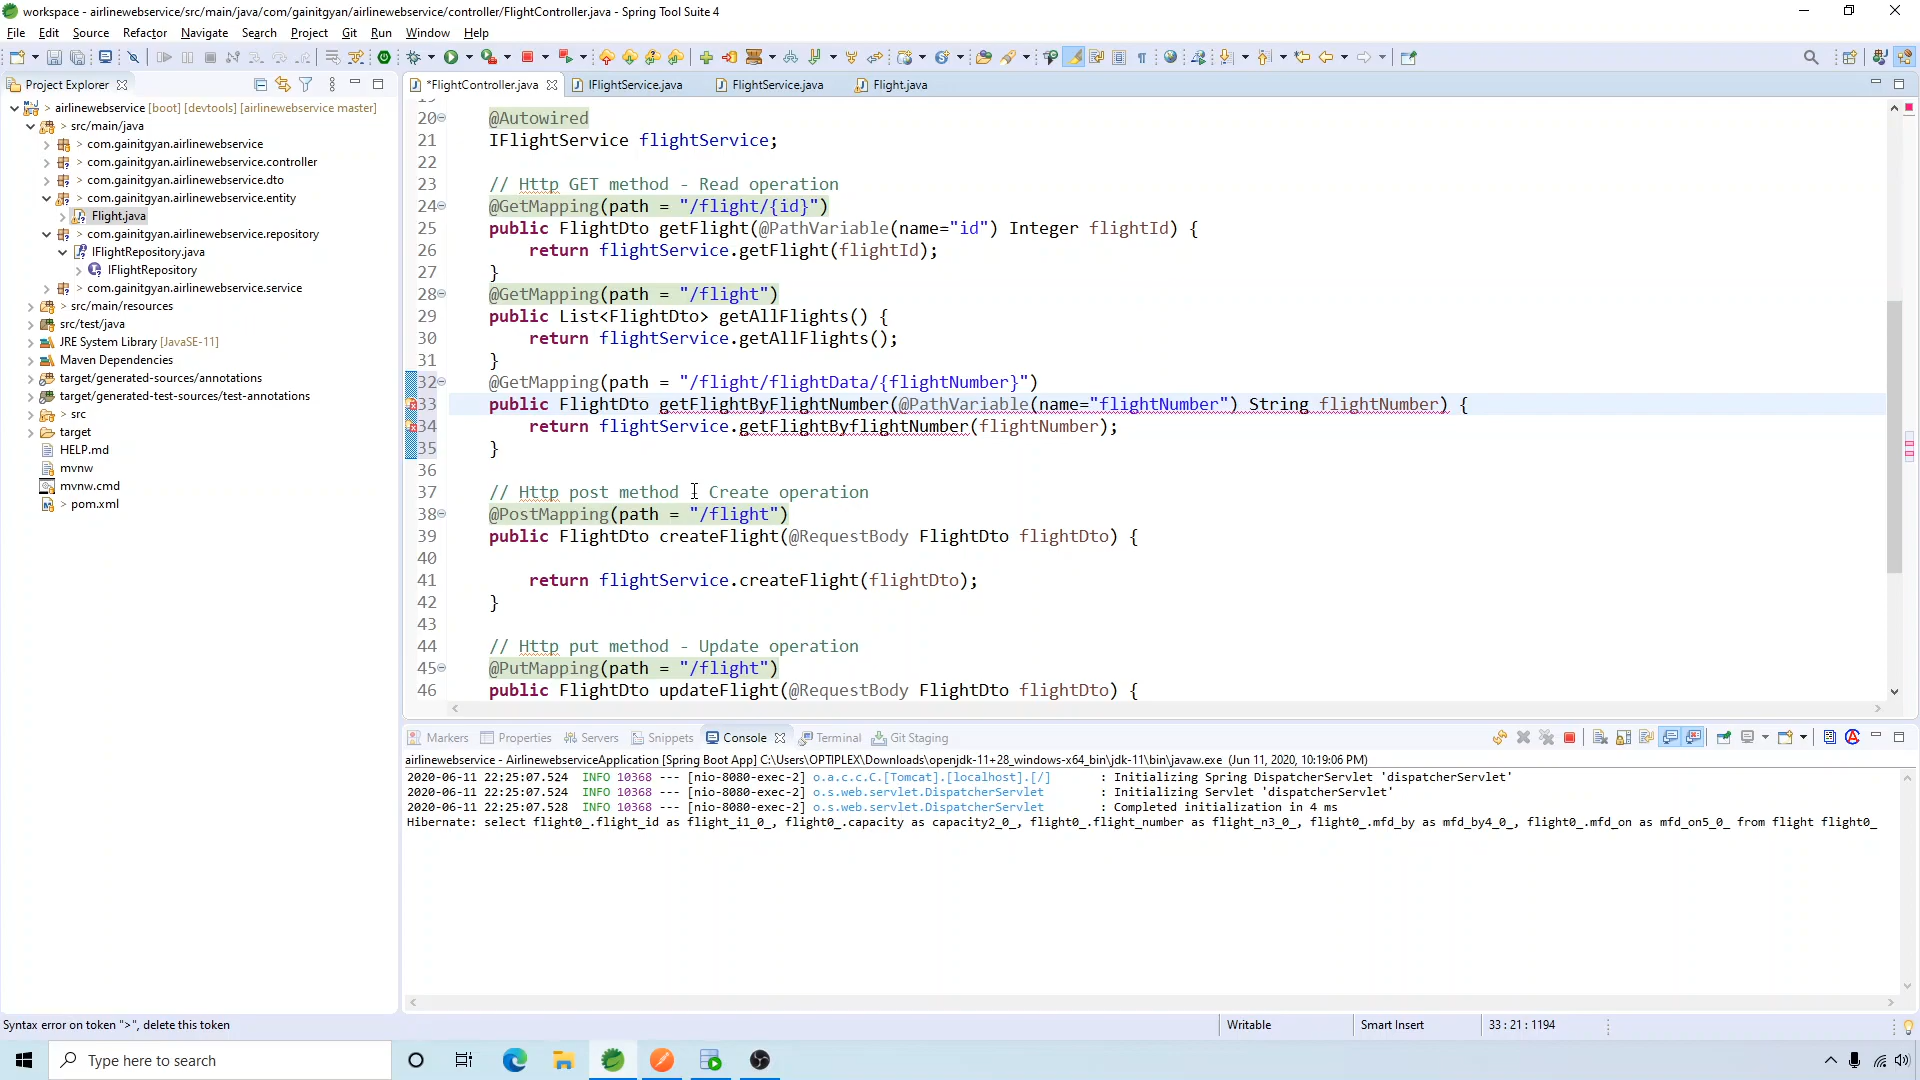 workspace - airlinewebservice/src/main/java/com/gainitgyan/airlinewebservice/controller/FlightController.java - Spring Tool Suite 4
File Edit Source Refactor Navigate Search Project Git Run Window Help
Project Explorer
airlinewebservice [boot] [devtools] [airlinewebservice master]
> src/main/java
> com.gainitgyan.airlinewebservice
> com.gainitgyan.airlinewebservice.controller
> com.gainitgyan.airlinewebservice.dto
> com.gainitgyan.airlinewebservice.entity
Flight.java
> com.gainitgyan.airlinewebservice.repository
IFlightRepository.java
IFlightRepository
> com.gainitgyan.airlinewebservice.service
> src/main/resources
src/test/java
JRE System Library [JavaSE-11]
Maven Dependencies
target/generated-sources/annotations
target/generated-test-sources/test-annotations
> src
target
HELP.md
mvnw
mvnw.cmd
> pom.xml
*FlightController.java IFlightService.java FlightService.java Flight.java
19
20 @Autowired
21 IFlightService flightService;
22
23 // Http GET method - Read operation
24 @GetMapping(path = "/flight/{id}")
25 public FlightDto getFlight(@PathVariable(name="id") Integer flightId) {
26 return flightService.getFlight(flightId);
27 }
28 @GetMapping(path = "/flight")
29 public List<FlightDto> getAllFlights() {
30 return flightService.getAllFlights();
31 }
32 @GetMapping(path = "/flight/flightData/{flightNumber}")
33 public FlightDto getFlightByFlightNumber(@PathVariable(name="flightNumber") String flightNumber) {
34 return flightService.getFlightByflightNumber(flightNumber);
35 }
36
37 // Http post method - Create operation
38 @PostMapping(path = "/flight")
39 public FlightDto createFlight(@RequestBody FlightDto flightDto) {
40
41 return flightService.createFlight(flightDto);
42 }
43
44 // Http put method - Update operation
45 @PutMapping(path = "/flight")
46 public FlightDto updateFlight(@RequestBody FlightDto flightDto) {
Markers Properties Servers Snippets Console Terminal Git Staging
airlinewebservice - AirlinewebserviceApplication [Spring Boot App] C:\Users\OPTIPLEX\Downloads\openjdk-11+28_windows-x64_bin\jdk-11\bin\javaw.exe (Jun 11, 2020, 10:19:06 PM)
2020-06-11 22:25:07.524 INFO 10368 --- [nio-8080-exec-2] o.a.c.c.C.[Tomcat].[localhost].[/] : Initializing Spring DispatcherServlet 'dispatcherServlet'
2020-06-11 22:25:07.524 INFO 10368 --- [nio-8080-exec-2] o.s.web.servlet.DispatcherServlet : Initializing Servlet 'dispatcherServlet'
2020-06-11 22:25:07.528 INFO 10368 --- [nio-8080-exec-2] o.s.web.servlet.DispatcherServlet : Completed initialization in 4 ms
Hibernate: select flight0_.flight_id as flight_i1_0_, flight0_.capacity as capacity2_0_, flight0_.flight_number as flight_n3_0_, flight0_.mfd_by as mfd_by4_0_, flight0_.mfd_on as mfd_on5_0_ from flight flight0_
Syntax error on token ">", delete this token
Writable Smart Insert 33 : 21 : 1194
Type here to search